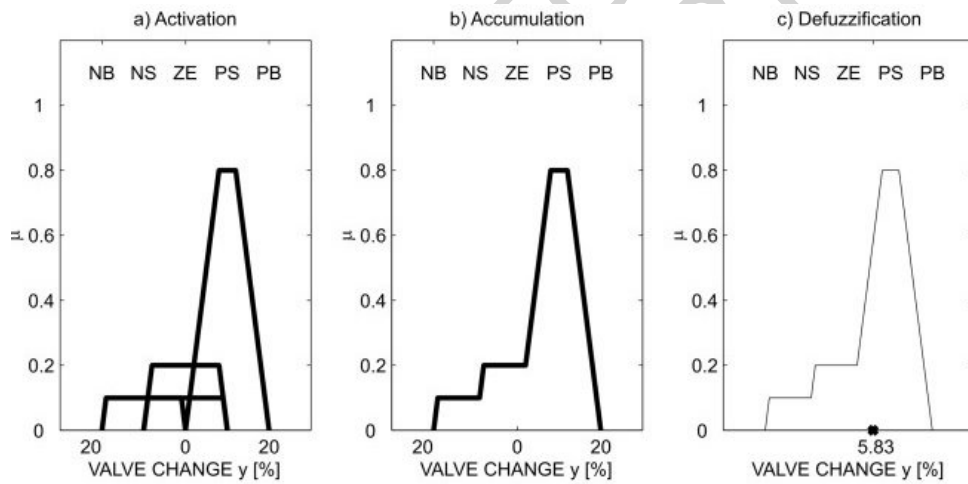 a) Activation
NB NS ZE PS PB
1
0.8
0.6
μ
0.4
0.2
0
20 0 20
VALVE CHANGE y [%]
b) Accumulation
NB NS ZE PS PB
1
0.8
0.6
μ
0.4
0.2
0
20 0 20
VALVE CHANGE y [%]
c) Defuzzification
NB NS ZE PS PB
1
0.8
0.6
μ
0.4
0.2
0
5.83
VALVE CHANGE y [%]